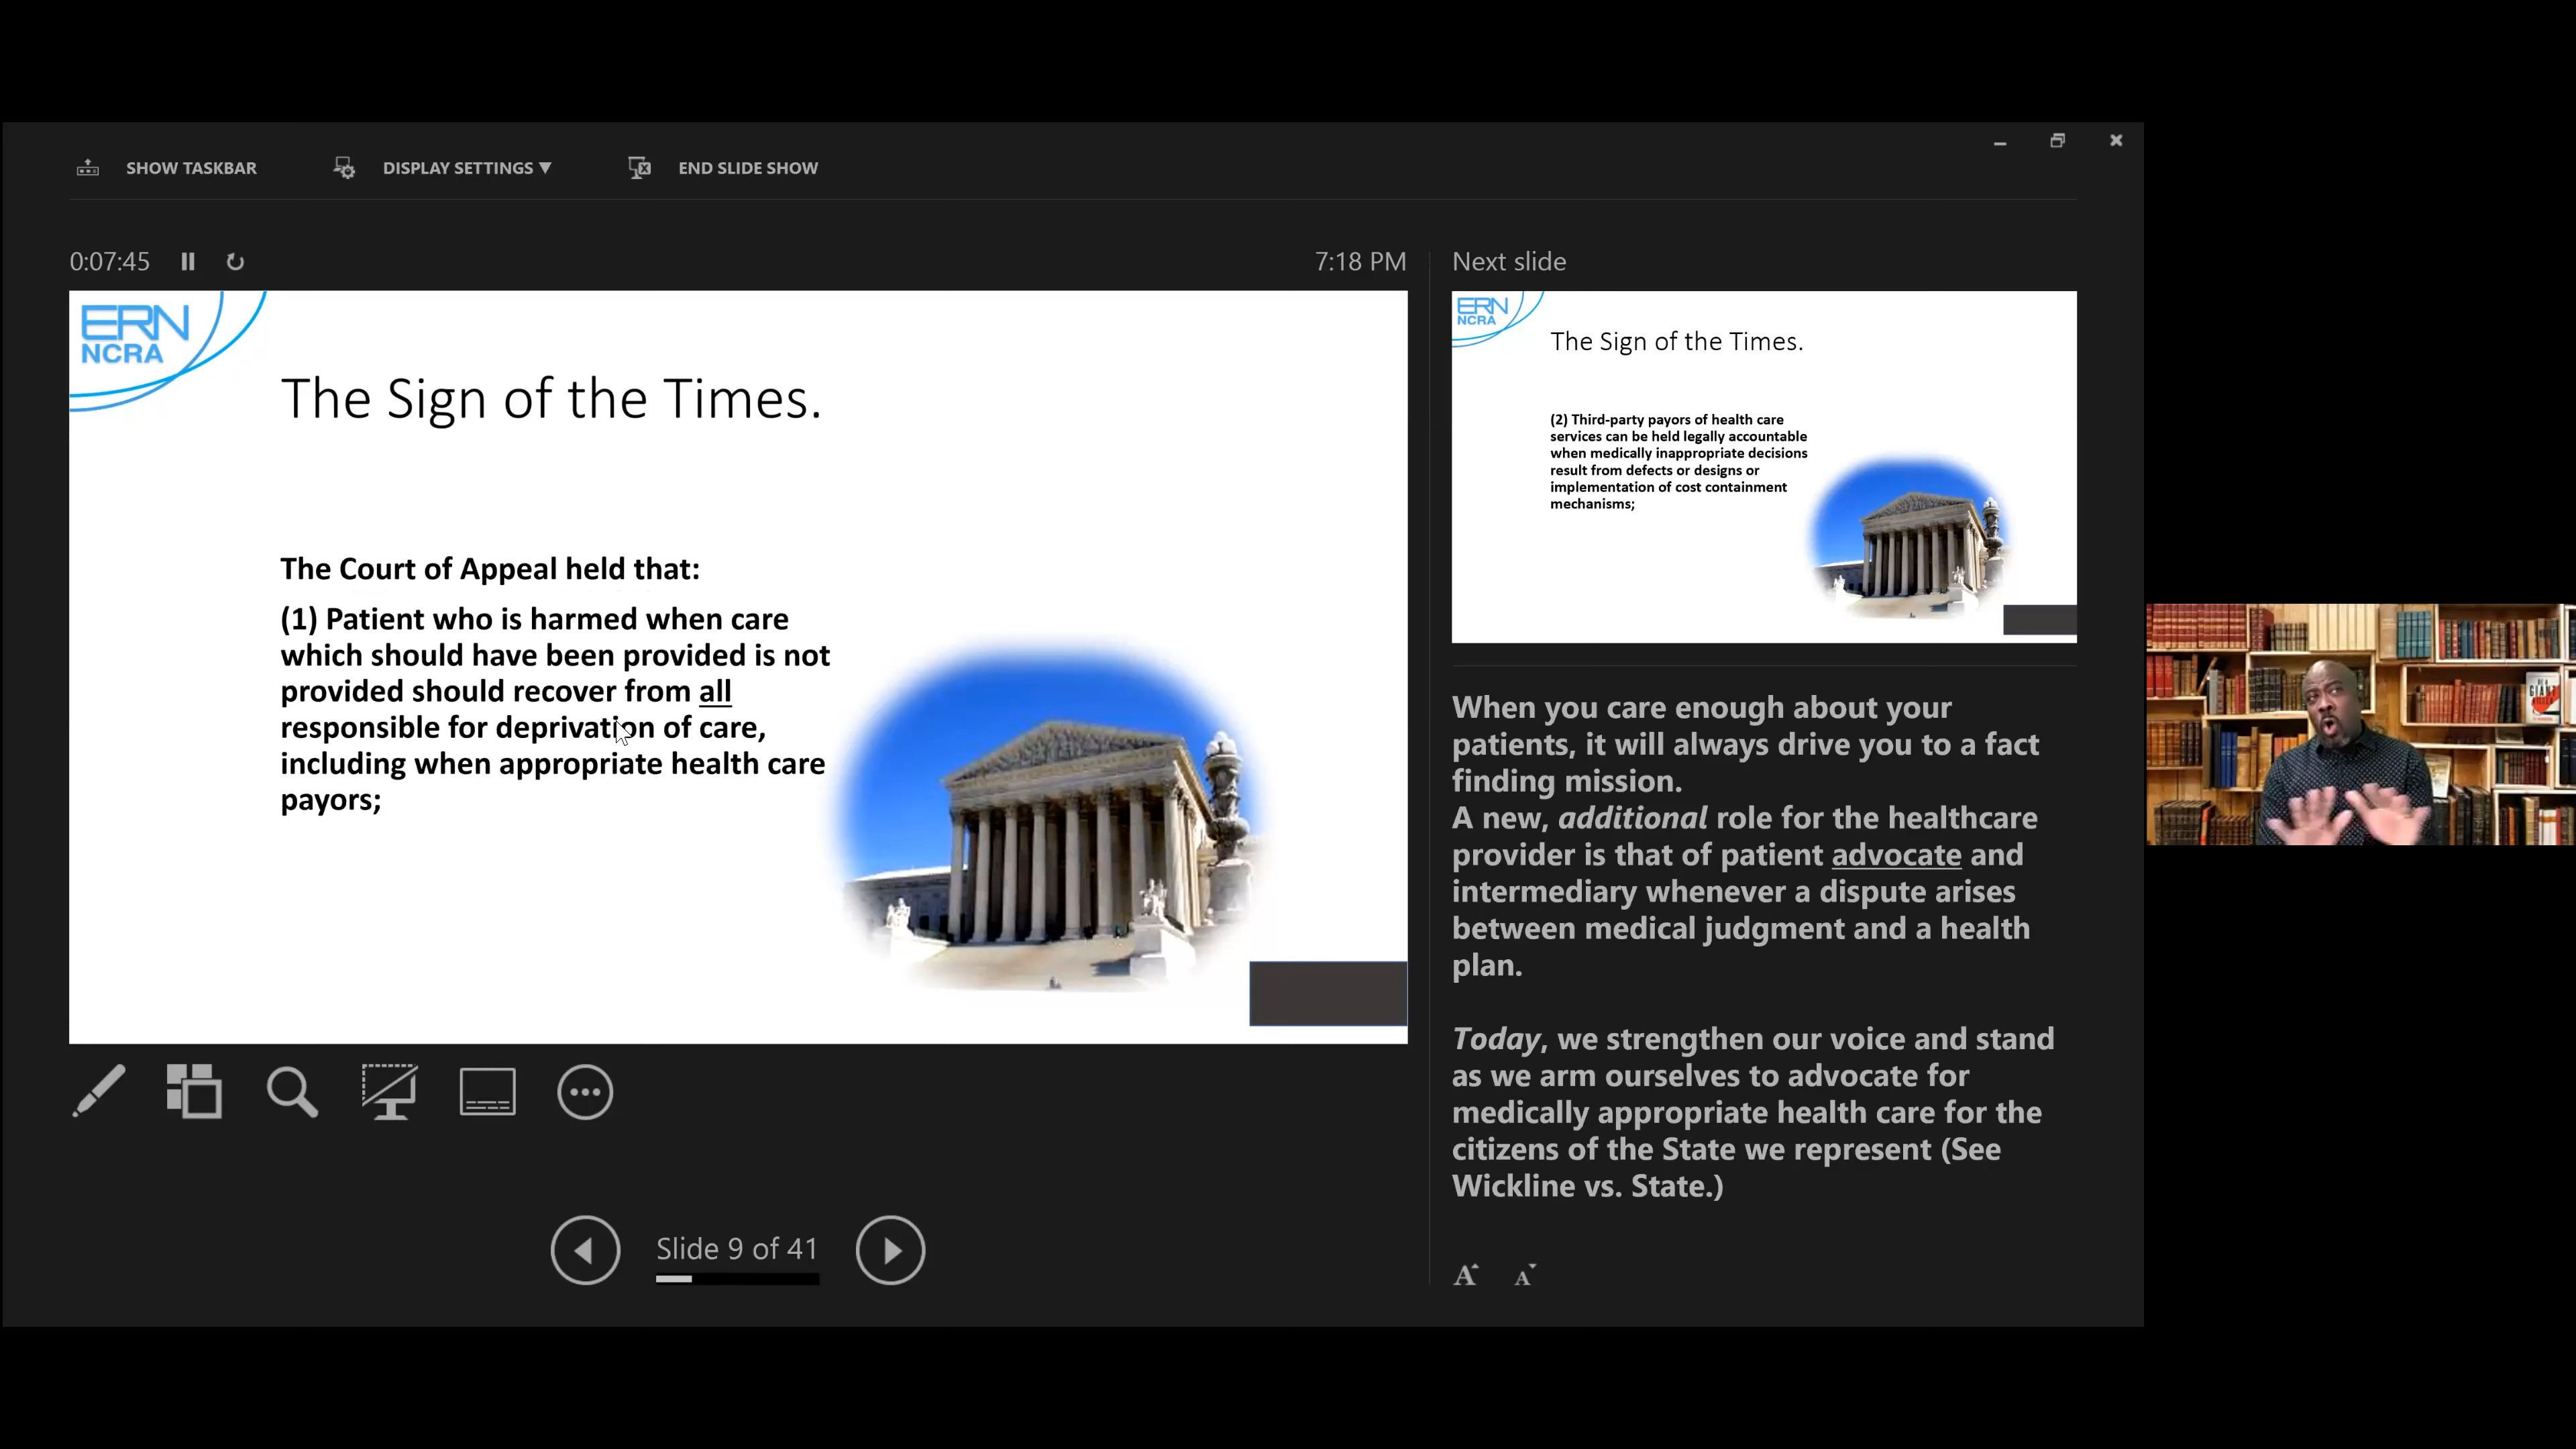 SHOW TASKBAR
DISPLAY SETTINGS ▼
END SLIDE SHOW
0:07:45
7:18 PM
ERN
NCRA
The Sign of the Times.
The Court of Appeal held that:
(1) Patient who is harmed when care
which should have been provided is not
provided should recover from all
responsible for deprivation of care,
including when appropriate health care
payors;
Slide 9 of 41
Next slide
ERN
NCRA
The Sign of the Times.
(2) Third-party payors of health care
services can be held legally accountable
when medically inappropriate decisions
result from defects or designs or
implementation of cost containment
mechanisms;
When you care enough about your
patients, it will always drive you to a fact
finding mission.
A new, additional role for the healthcare
provider is that of patient advocate and
intermediary whenever a dispute arises
between medical judgment and a health
plan.
Today, we strengthen our voice and stand
as we arm ourselves to advocate for
medically appropriate health care for the
citizens of the State we represent (See
Wickline vs. State.)
A A
GIANT